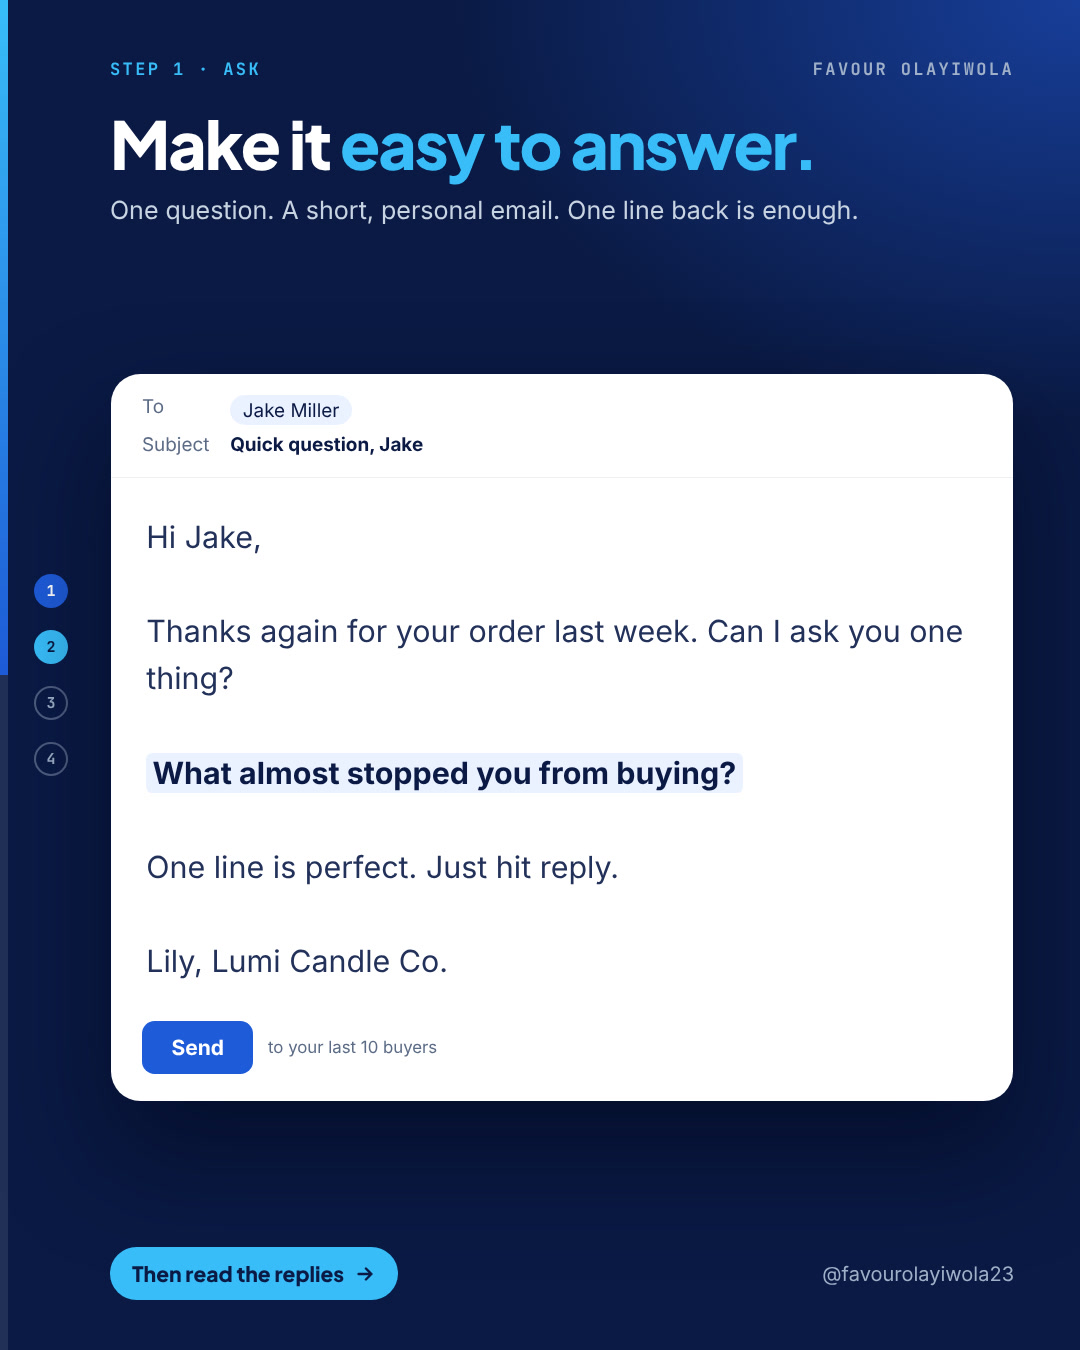 STEP 1 · ASK
FAVOUR OLAYIWOLA
Make it easy to answer.
One question. A short, personal email. One line back is enough.
To
Jake Miller
Subject
Quick question, Jake
Hi Jake,
Thanks again for your order last week. Can I ask you one
thing?
What almost stopped you from buying?
One line is perfect. Just hit reply.
Lily, Lumi Candle Co.
Send
to your last 10 buyers
1
2
3
4
Then read the replies →
@favourolayiwola23